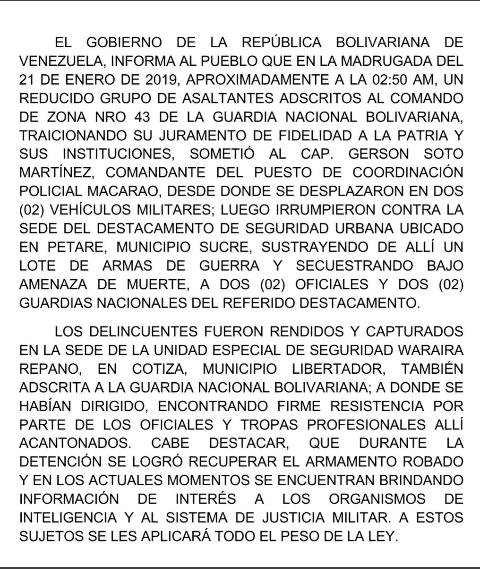 EL GOBIERNO DE LA REPÚBLICA BOLIVARIANA DE
VENEZUELA, INFORMA AL PUEBLO QUE EN LA MADRUGADA DEL
21 DE ENERO DE 2019, APROXIMADAMENTE A LA 02:50 AM, UN
REDUCIDO GRUPO DE ASALTANTES ADSCRITOS AL COMANDO
DE ZONA NRO 43 DE LA GUARDIA NACIONAL BOLIVARIANA,
TRAICIONANDO SU JURAMENTO DE FIDELIDAD A LA PATRIA Y
SUS INSTITUCIONES, SOMETIÓ AL CAP. GERSON SOTO
MARTÍNEZ, COMANDANTE DEL PUESTO DE COORDINACIÓN
POLICIAL MACARAO, DESDE DONDE SE DESPLAZARON EN DOS
(02) VEHÍCULOS MILITARES; LUEGO IRRUMPIERON CONTRA LA
SEDE DEL DESTACAMENTO DE SEGURIDAD URBANA UBICADO
EN PETARE, MUNICIPIO SUCRE, SUSTRAYENDO DE ALLÍ UN
LOTE DE ARMAS DE GUERRA Y SECUESTRANDO BAJO
AMENAZA DE MUERTE, A DOS (02) OFICIALES Y DOS (02)
GUARDIAS NACIONALES DEL REFERIDO DESTACAMENTO.
LOS DELINCUENTES FUERON RENDIDOS Y CAPTURADOS
EN LA SEDE DE LA UNIDAD ESPECIAL DE SEGURIDAD WARAIRA
REPANO, EN COTIZA, MUNICIPIO LIBERTADOR, TAMBIÉN
ADSCRITA A LA GUARDIA NACIONAL BOLIVARIANA; A DONDE SE
HABÍAN DIRIGIDO, ENCONTRANDO FIRME RESISTENCIA POR
PARTE DE LOS OFICIALES Y TROPAS PROFESIONALES ALLÍ
ACANTONADOS. CABE DESTACAR, QUE DURANTE LA
DETENCIÓN SE LOGRÓ RECUPERAR EL ARMAMENTO ROBADO
Y EN LOS ACTUALES MOMENTOS SE ENCUENTRAN BRINDANDO
INFORMACIÓN DE INTERÉS A LOS ORGANISMOS DE
INTELIGENCIA Y AL SISTEMA DE JUSTICIA MILITAR. A ESTOS
SUJETOS SE LES APLICARÁ TODO EL PESO DE LA LEY.